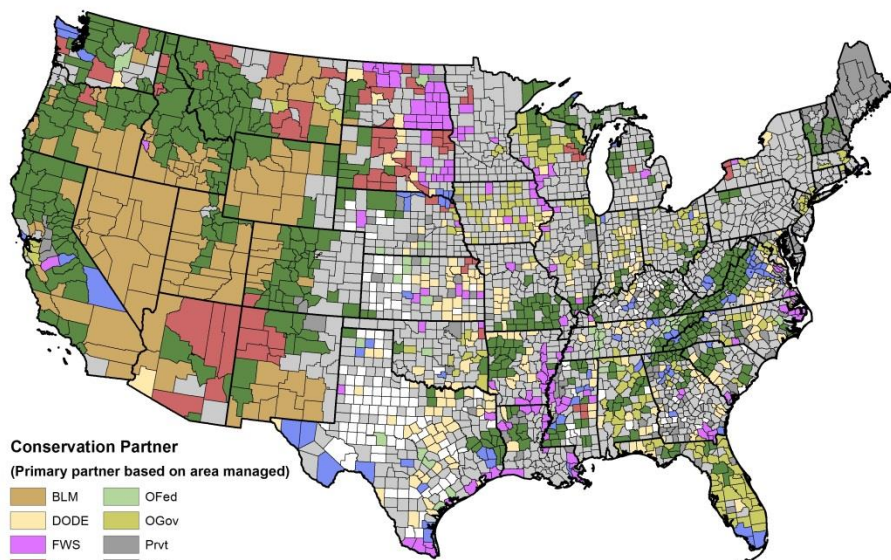 Conservation Partner
(Primary partner based on area managed)
BLM
OFed
DODE
OGov
FWS
Prvt